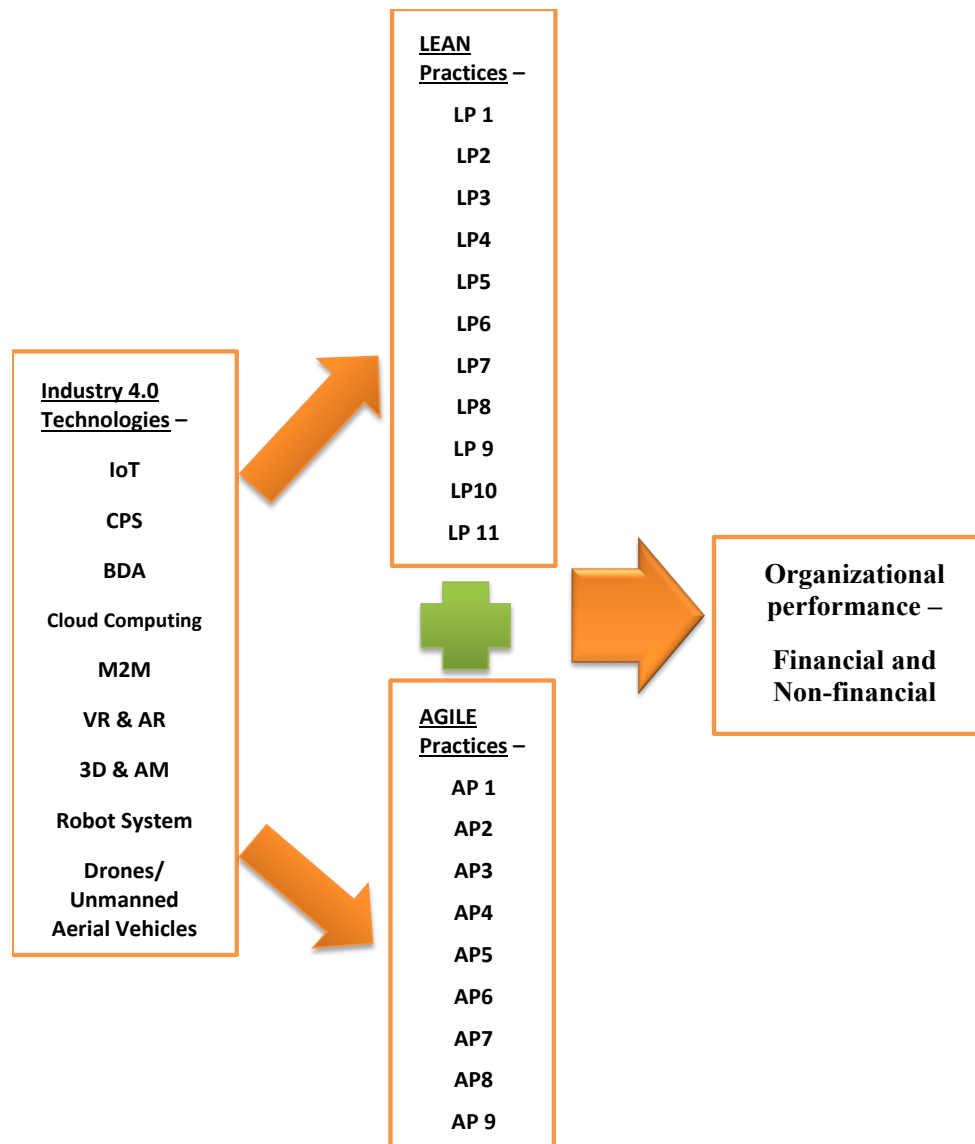 Industry 4.0
Technologies –
IoT
CPS
BDA
Cloud Computing
M2M
VR & AR
3D & AM
Robot System
Drones/
Unmanned
Aerial Vehicles
LEAN
Practices –
LP 1
LP2
LP3
LP4
LP5
LP6
LP7
LP8
LP 9
LP10
LP 11
AGILE
Practices –
AP 1
AP2
AP3
AP4
AP5
AP6
AP7
AP8
AP 9
Organizational
performance –
Financial and
Non-financial